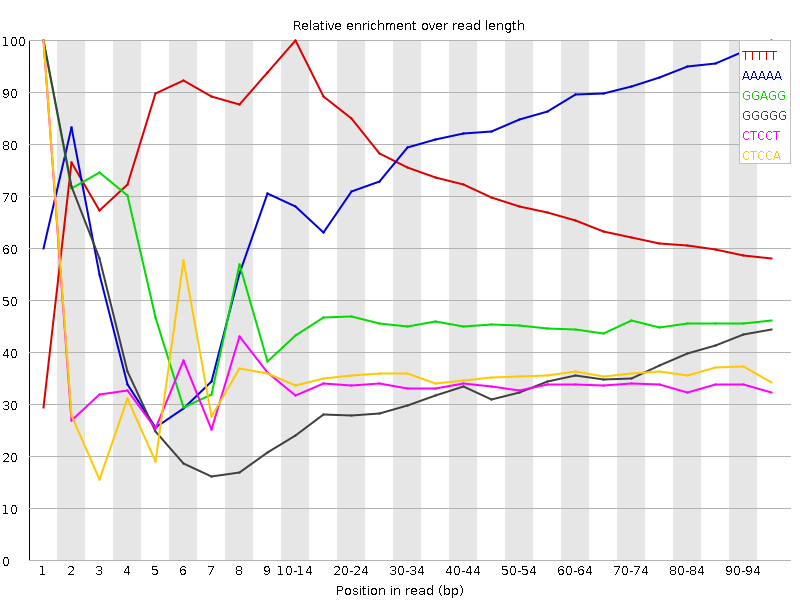 Relative enrichment over read length
100
90
80
70
60
50
40
30
20
10
0
TTTTT
AAAAA
GGAGG
GGGGG
CTCCT
CTCCA
1 2 3 4 5 6 7 8 9 10-14 20-24 30-34 40-44 50-54 60-64 70-74 80-84 90-94
Position in read (bp)